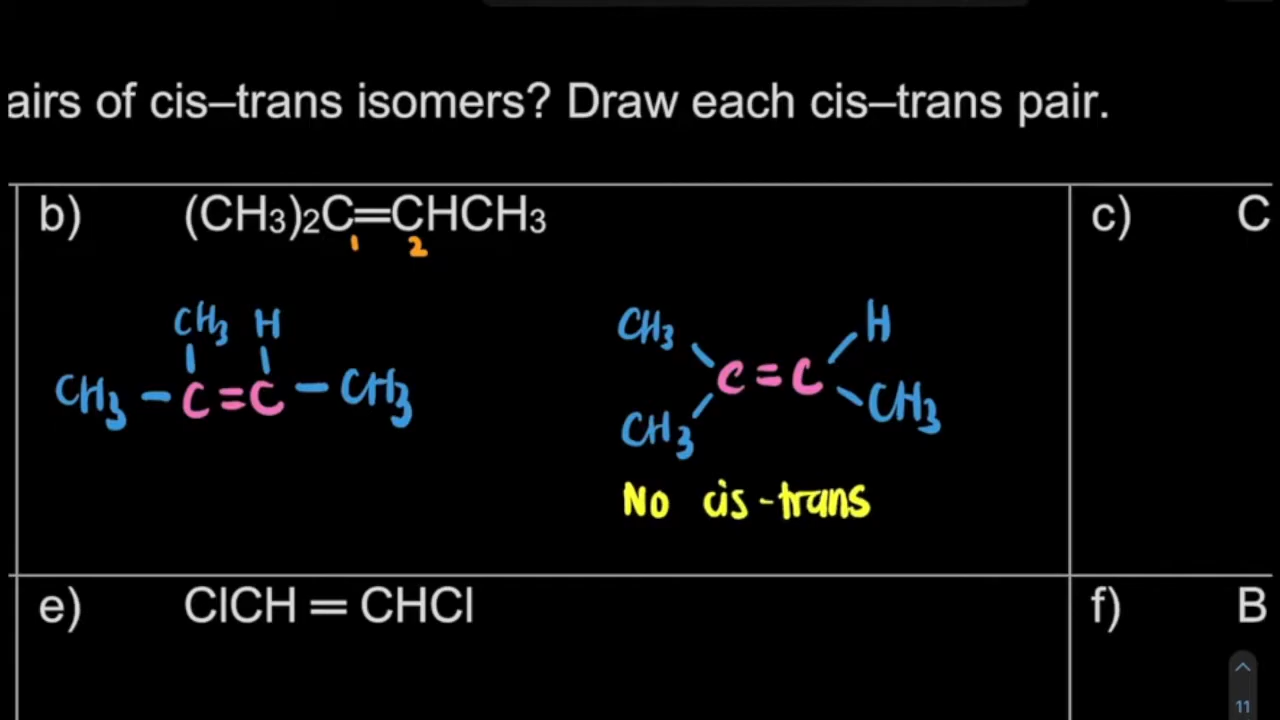 airs of cis–trans isomers? Draw each cis–trans pair.
b) (CH3)2C=CHCH3
1 2
CH3 H
CH3 – C = C – CH3
CH3 H
C = C
CH3 CH3
No cis-trans
c) C
e) ClCH = CHCl
f) B
11